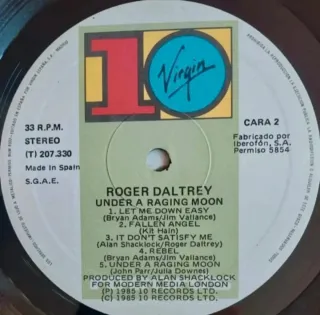 10
Virgin
33 R.P.M.
STEREO
(T) 207.330
Made in Spain
S.G.A.E.
CARA 2
Fabricado por
Iberofón, S.A.
Permiso 5854
ROGER DALTREY
UNDER A RAGING MOON
1. LET ME DOWN EASY
(Bryan Adams/Jim Vallance)
2. FALLEN ANGEL
(Kit Hain)
3. IT DON'T SATISFY ME
(Alan Shacklock/Roger Daltrey)
4. REBEL
(Bryan Adams/Jim Vallance)
5. UNDER A RAGING MOON
(John Parr/Julia Downes)
PRODUCED BY ALAN SHACKLOCK
FOR MODERN MEDIA LONDON
(P) 1985 10 RECORDS LTD.
(C) 1985 10 RECORDS LTD.